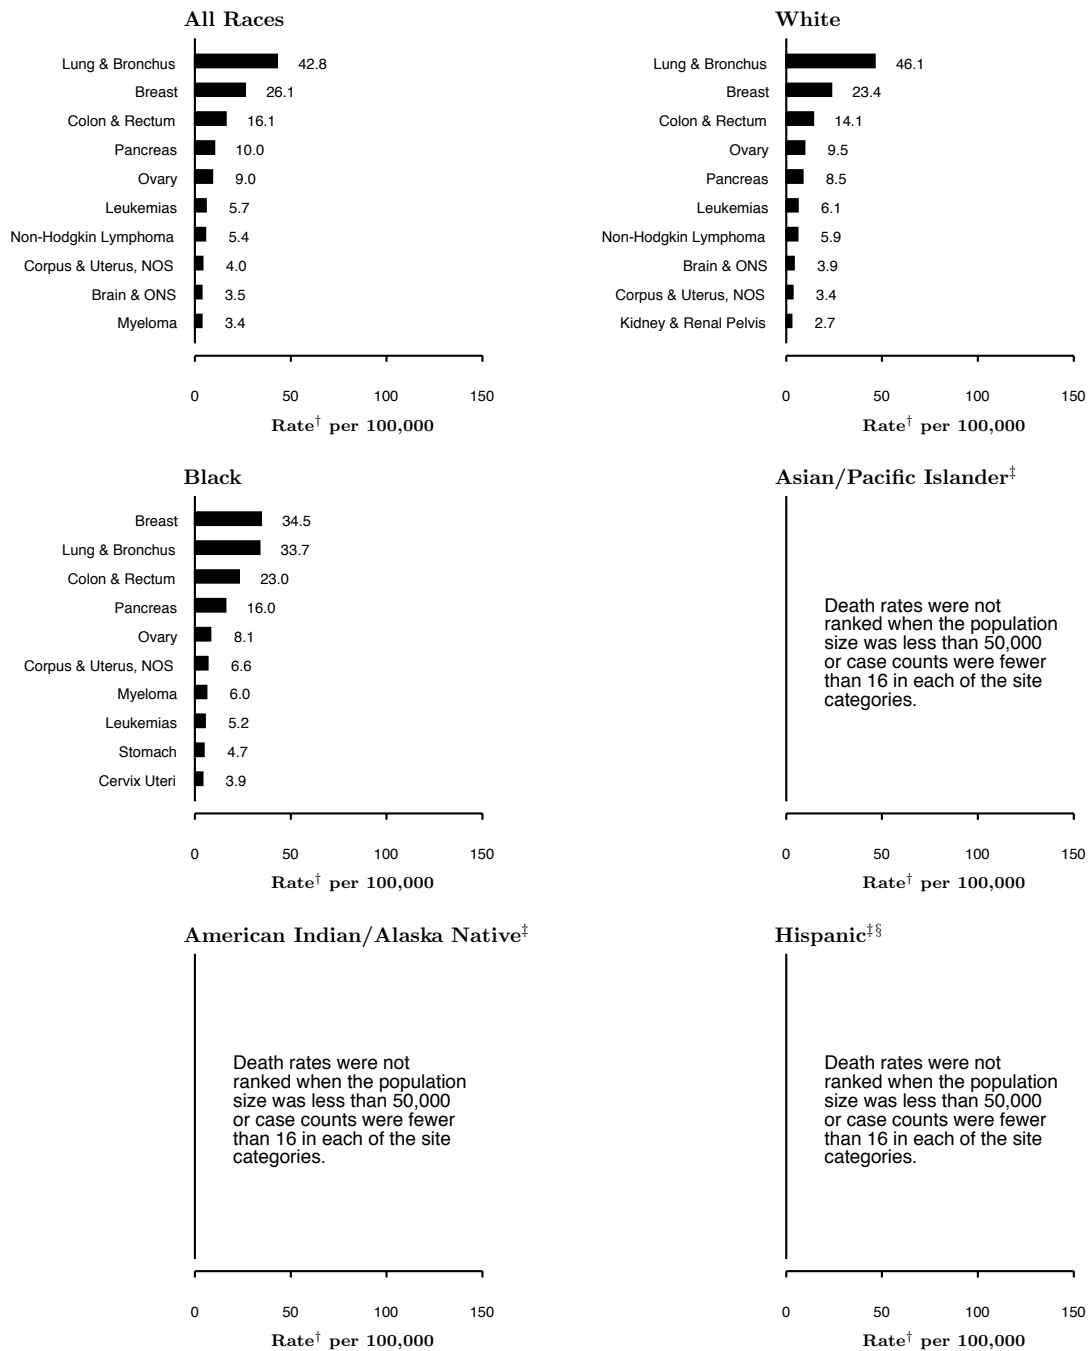 All Races
Lung & Bronchus 42.8
Breast 26.1
Colon & Rectum 16.1
Pancreas 10.0
Ovary 9.0
Leukemias 5.7
Non-Hodgkin Lymphoma 5.4
Corpus & Uterus, NOS 4.0
Brain & ONS 3.5
Myeloma 3.4
0 50 100 150
Rate† per 100,000
White
Lung & Bronchus 46.1
Breast 23.4
Colon & Rectum 14.1
Ovary 9.5
Pancreas 8.5
Leukemias 6.1
Non-Hodgkin Lymphoma 5.9
Brain & ONS 3.9
Corpus & Uterus, NOS 3.4
Kidney & Renal Pelvis 2.7
0 50 100 150
Rate† per 100,000
Black
Breast 34.5
Lung & Bronchus 33.7
Colon & Rectum 23.0
Pancreas 16.0
Ovary 8.1
Corpus & Uterus, NOS 6.6
Myeloma 6.0
Leukemias 5.2
Stomach 4.7
Cervix Uteri 3.9
0 50 100 150
Rate† per 100,000
Asian/Pacific Islander‡
Death rates were not
ranked when the population
size was less than 50,000
or case counts were fewer
than 16 in each of the site
categories.
0 50 100 150
Rate† per 100,000
American Indian/Alaska Native‡
Death rates were not
ranked when the population
size was less than 50,000
or case counts were fewer
than 16 in each of the site
categories.
0 50 100 150
Rate† per 100,000
Hispanic‡§
Death rates were not
ranked when the population
size was less than 50,000
or case counts were fewer
than 16 in each of the site
categories.
0 50 100 150
Rate† per 100,000